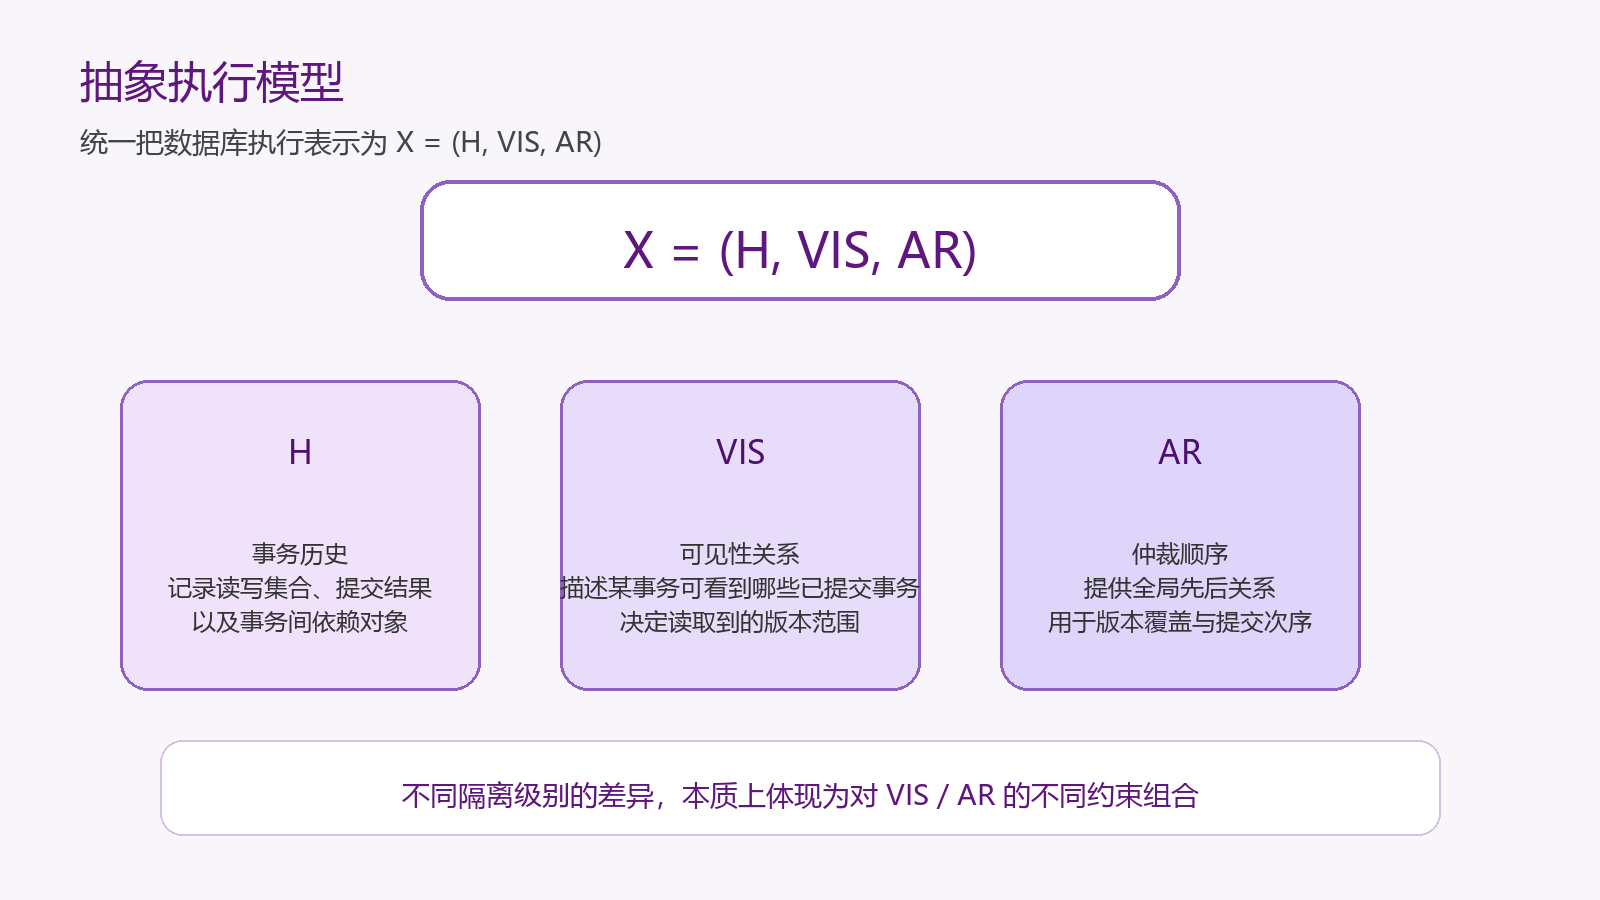 抽象执行模型
统一把数据库执行表示为 X = (H, VIS, AR)
X = (H, VIS, AR)
H
事务历史
记录读写集合、提交结果
以及事务间依赖对象
VIS
可见性关系
描述某事务可看到哪些已提交事务
决定读取到的版本范围
AR
仲裁顺序
提供全局先后关系
用于版本覆盖与提交次序
不同隔离级别的差异，本质上体现为对 VIS / AR 的不同约束组合